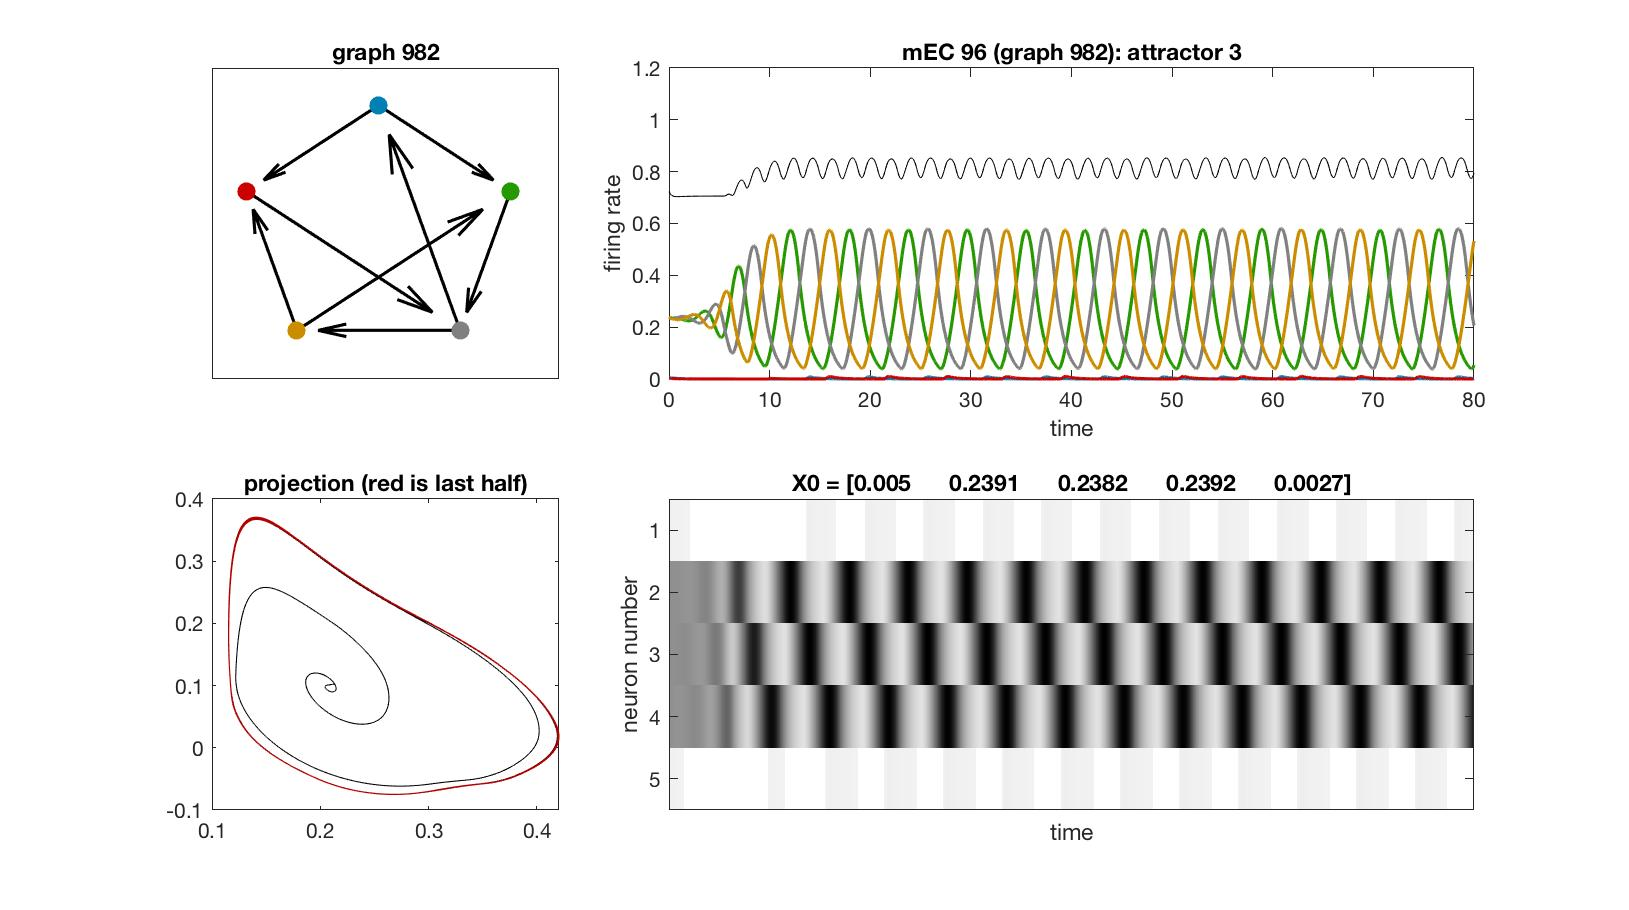 graph 982
mEC 96 (graph 982): attractor 3
firing rate
1.2
1
0.8
0.6
0.4
0.2
0
0 10 20 30 40 50 60 70 80
time
projection (red is last half)
0.4
0.3
0.2
0.1
0
-0.1
0.1 0.2 0.3 0.4
X0 = [0.005 0.2391 0.2382 0.2392 0.0027]
neuron number
1
2
3
4
5
time